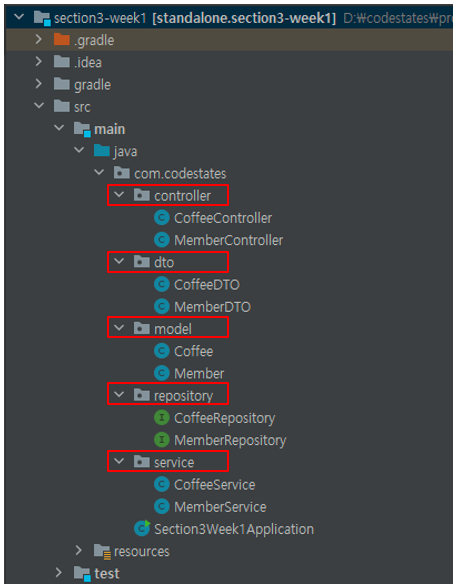 section3-week1 [standalone.section3-week1] D:₩codestates₩pr
.gradle
.idea
gradle
src
main
java
com.codestates
controller
CoffeeController
MemberController
dto
CoffeeDTO
MemberDTO
model
Coffee
Member
repository
CoffeeRepository
MemberRepository
service
CoffeeService
MemberService
Section3Week1Application
resources
test